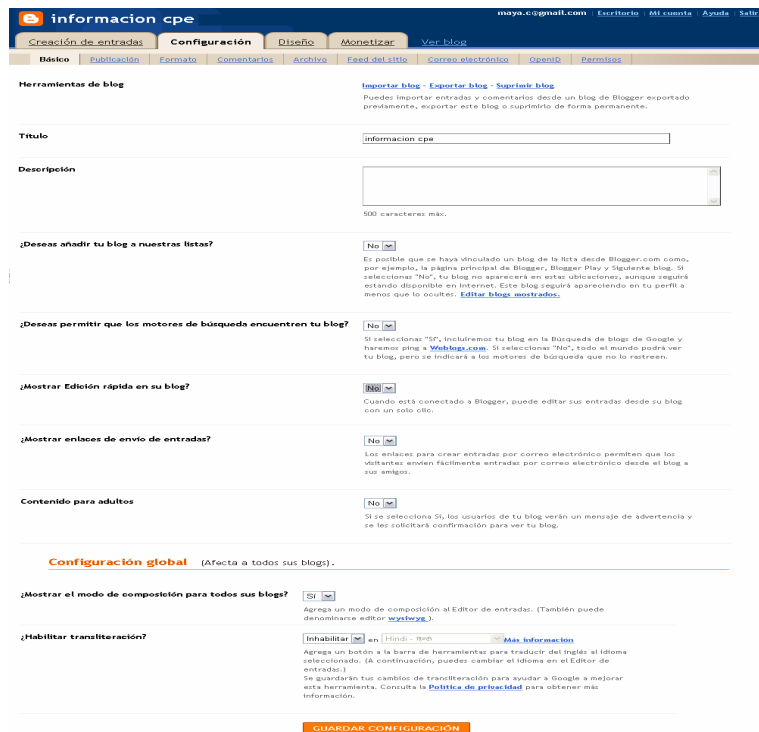 informacion cpe
maya.c@gmail.com | Escritorio | Mi cuenta | Ayuda | Salir
Creación de entradas Configuración Diseño Monetizar Ver blog
Básico Publicación Formato Comentarios Archivo Feed del sitio Correo electrónico OpenID Permisos
Herramientas de blog
Importar blog - Exportar blog - Suprimir blog
Puedes importar entradas y comentarios desde un blog de Blogger exportado
previamente, exportar este blog o suprimirlo de forma permanente.
Título
informacion cpe
Descripción
500 caracteres máx.
¿Deseas añadir tu blog a nuestras listas?
No
Es posible que se haya vinculado un blog de la lista desde Blogger.com como,
por ejemplo, la página principal de Blogger, Blogger Play y Siguiente blog. Si
seleccionas "No", tu blog no aparecerá en estas ubicaciones, aunque seguirá
estando disponible en Internet. Este blog seguirá apareciendo en tu perfil a
menos que lo ocultes. Editar blogs mostrados.
¿Deseas permitir que los motores de búsqueda encuentren tu blog?
No
Si seleccionas "Sí", incluiremos tu blog en la Búsqueda de blogs de Google y
haremos ping a Weblogs.com. Si seleccionas "No", todo el mundo podrá ver
tu blog, pero se indicará a los motores de búsqueda que no lo rastreen.
¿Mostrar Edición rápida en su blog?
No
Cuando está conectado a Blogger, puede editar sus entradas desde su blog
con un solo clic.
¿Mostrar enlaces de envío de entradas?
No
Los enlaces para crear entradas por correo electrónico permiten que los
visitantes envíen fácilmente entradas por correo electrónico desde el blog a
sus amigos.
Contenido para adultos
No
Si se selecciona Sí, los usuarios de tu blog verán un mensaje de advertencia y
se les solicitará confirmación para ver tu blog.
Configuración global (Afecta a todos sus blogs).
¿Mostrar el modo de composición para todos sus blogs?
Sí
Agrega un modo de composición al Editor de entradas. (También puede
denominarse editor wysiwyg ).
¿Habilitar transliteración?
Inhabilitar en Hindi - हिन्दी Más información
Agrega un botón a la barra de herramientas para traducir del inglés al idioma
seleccionado. (A continuación, puedes cambiar el idioma en el Editor de
entradas.)
Se guardarán tus cambios de transliteración para ayudar a Google a mejorar
esta herramienta. Consulta la Política de privacidad para obtener más
información.
GUARDAR CONFIGURACIÓN